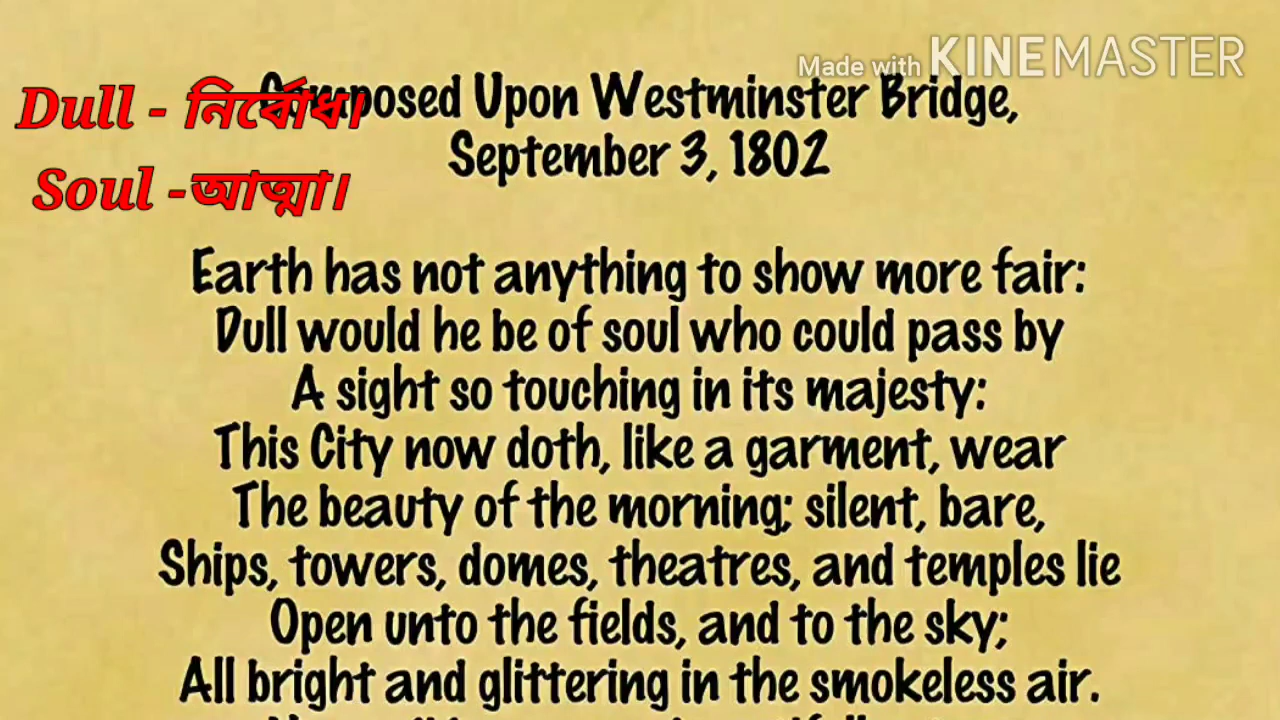 Made with KINEMASTER
Composed Upon Westminster Bridge,
September 3, 1802
Dull - নির্বোধ।
Soul -আত্মা।
Earth has not anything to show more fair:
Dull would he be of soul who could pass by
A sight so touching in its majesty:
This City now doth, like a garment, wear
The beauty of the morning; silent, bare,
Ships, towers, domes, theatres, and temples lie
Open unto the fields, and to the sky;
All bright and glittering in the smokeless air.